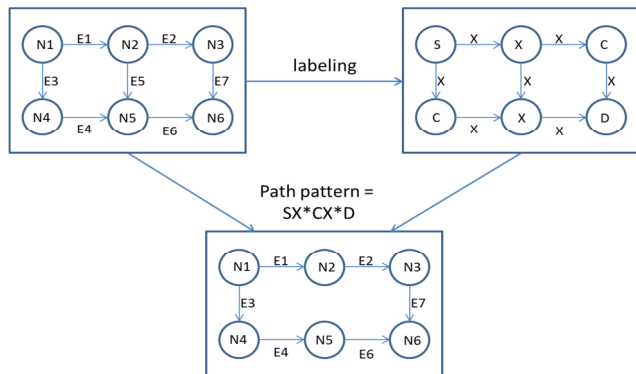 N1 E1 N2 E2 N3
E3 E5 E7
N4 E4 N5 E6 N6
labeling
S X X X C
X X X
C X X X D
Path pattern =
SX*CX*D
N1 E1 N2 E2 N3
E3 E7
N4 E4 N5 E6 N6